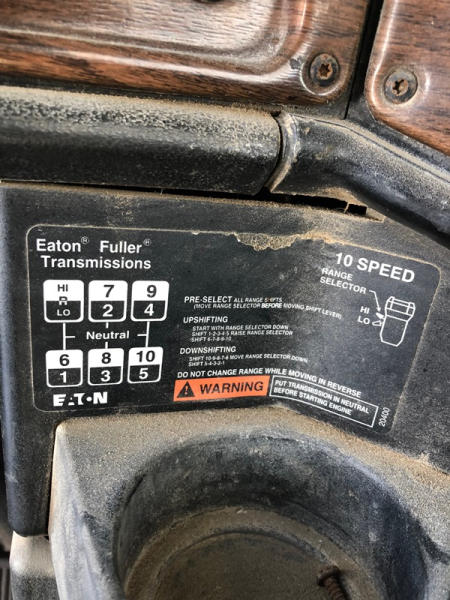 Eaton® Fuller®
Transmissions
10 SPEED
RANGE
SELECTOR
HI
LO
HI
R
LO
7
2
9
4
Neutral
6
1
8
3
10
5
PRE-SELECT ALL RANGE SHIFTS
(MOVE RANGE SELECTOR BEFORE MOVING SHIFT LEVER)
UPSHIFTING
START WITH RANGE SELECTOR DOWN
SHIFT 1-2-3-4-5 RAISE RANGE SELECTOR
SHIFT 6-7-8-9-10
DOWNSHIFTING
SHIFT 10-9-8-7-6 MOVE RANGE SELECTOR DOWN
SHIFT 5-4-3-2-1
DO NOT CHANGE RANGE WHILE MOVING IN REVERSE
WARNING
PUT TRANSMISSION IN NEUTRAL
BEFORE STARTING ENGINE
EATON
20400